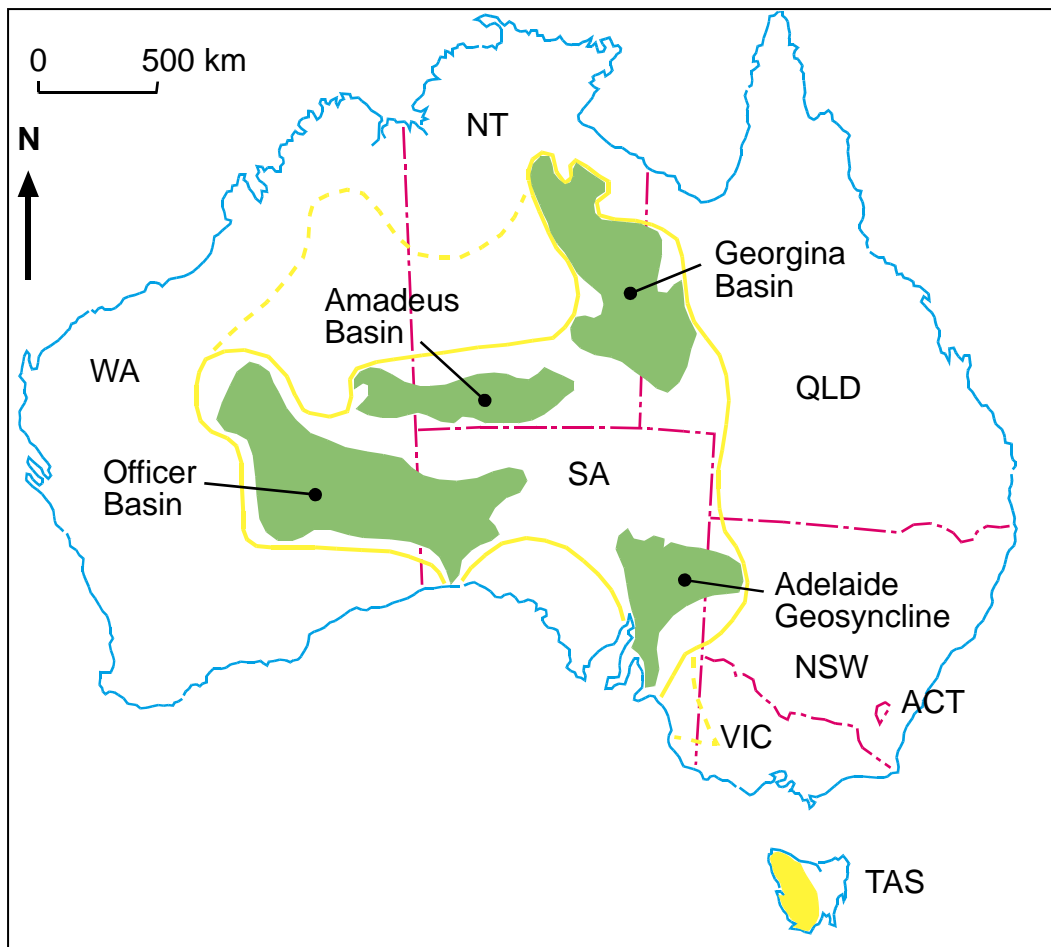 0 500 km
N
NT
Georgina
Basin
Amadeus
Basin
WA
QLD
Officer
Basin
SA
Adelaide
Geosyncline
NSW
ACT
VIC
TAS